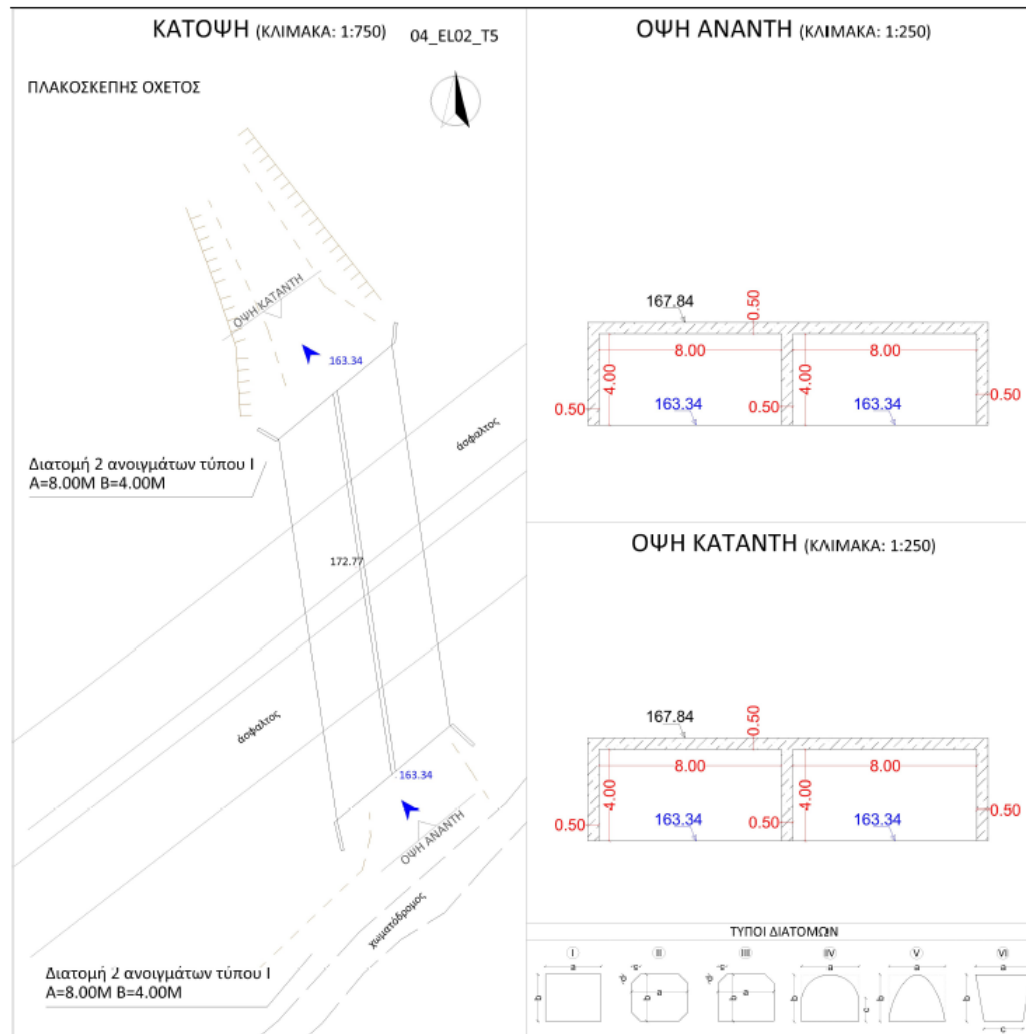 ΚΑΤΟΨΗ (ΚΛΙΜΑΚΑ: 1:750)
04_EL02_T5
ΠΛΑΚΟΣΚΕΠΗΣ ΟΧΕΤΟΣ
ΟΨΗ ΚΑΤΑΝΤΗ
163.34
άσφαλτος
Διατομή 2 ανοιγμάτων τύπου Ι
Α=8.00Μ Β=4.00Μ
172.77
άσφαλτος
163.34
ΟΨΗ ΑΝΑΝΤΗ
χωματόδρομος
Διατομή 2 ανοιγμάτων τύπου Ι
Α=8.00Μ Β=4.00Μ
ΟΨΗ ΑΝΑΝΤΗ (ΚΛΙΜΑΚΑ: 1:250)
167.84
0.50
8.00
8.00
4.00
4.00
0.50
163.34
0.50
163.34
0.50
ΟΨΗ ΚΑΤΑΝΤΗ (ΚΛΙΜΑΚΑ: 1:250)
167.84
0.50
8.00
8.00
4.00
4.00
0.50
163.34
0.50
163.34
0.50
ΤΥΠΟΙ ΔΙΑΤΟΜΩΝ
I
II
III
IV
V
VI
a
b
c
d
b
a
c
d
b
a
a
b
c
a
b
a
b
c